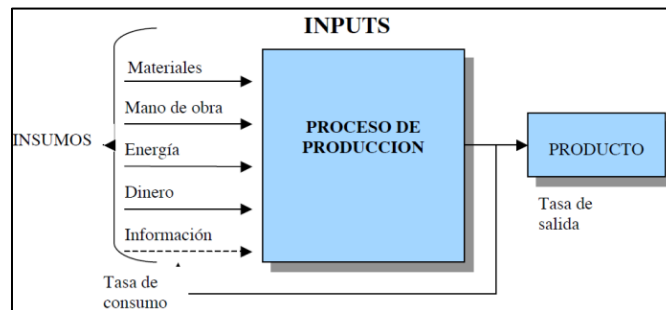 INPUTS
Materiales
Mano de obra
INSUMOS
Energía
Dinero
Información
Tasa de
consumo
PROCESO DE
PRODUCCION
PRODUCTO
Tasa de
salida